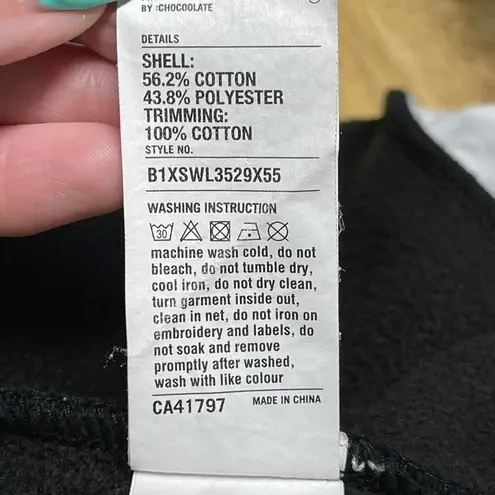 BY :CHOCOOLATE
DETAILS
SHELL:
56.2% COTTON
43.8% POLYESTER
TRIMMING:
100% COTTON
STYLE NO.
B1XSWL3529X55
WASHING INSTRUCTION
30
machine wash cold, do not
bleach, do not tumble dry,
cool iron, do not dry clean,
turn garment inside out,
clean in net, do not iron on
embroidery and labels, do
not soak and remove
promptly after washed,
wash with like colour
CA41797 MADE IN CHINA